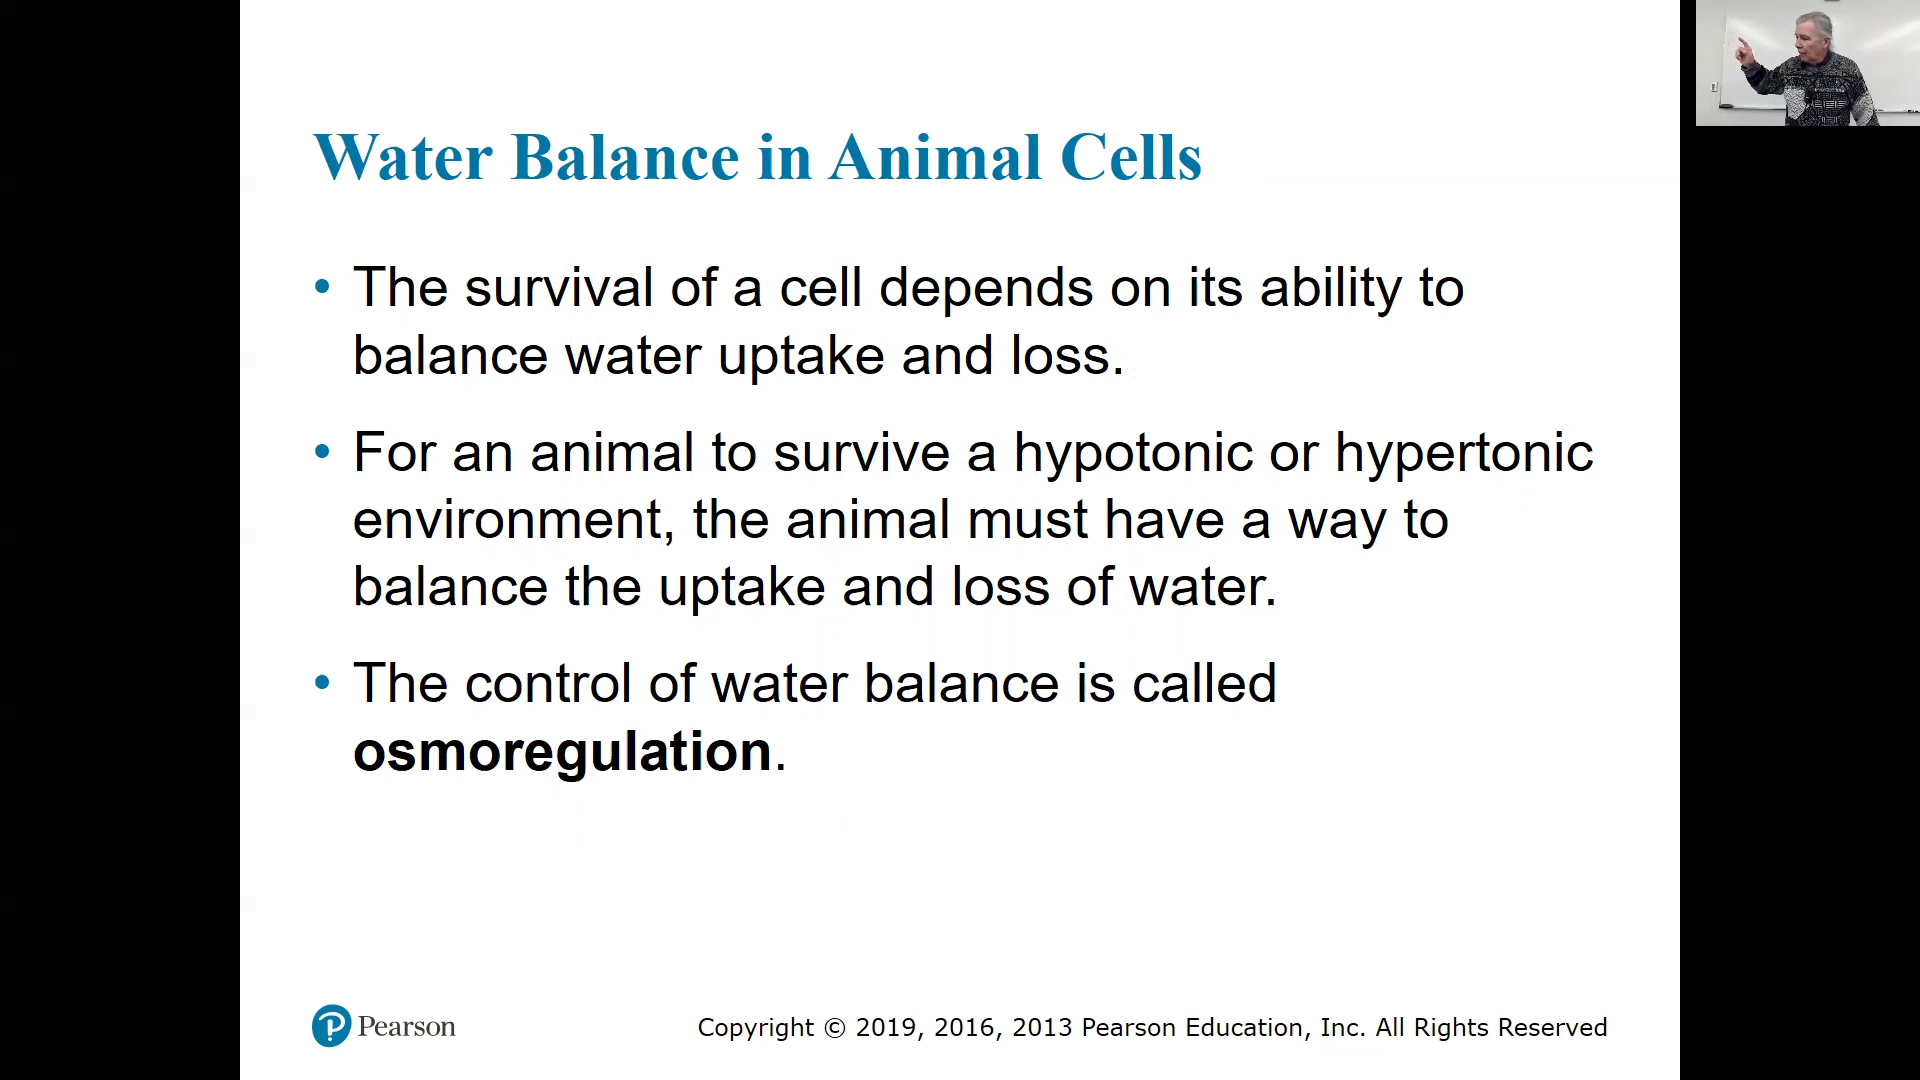 Water Balance in Animal Cells
• The survival of a cell depends on its ability to
balance water uptake and loss.
• For an animal to survive a hypotonic or hypertonic
environment, the animal must have a way to
balance the uptake and loss of water.
• The control of water balance is called
osmoregulation.
Pearson
Copyright © 2019, 2016, 2013 Pearson Education, Inc. All Rights Reserved